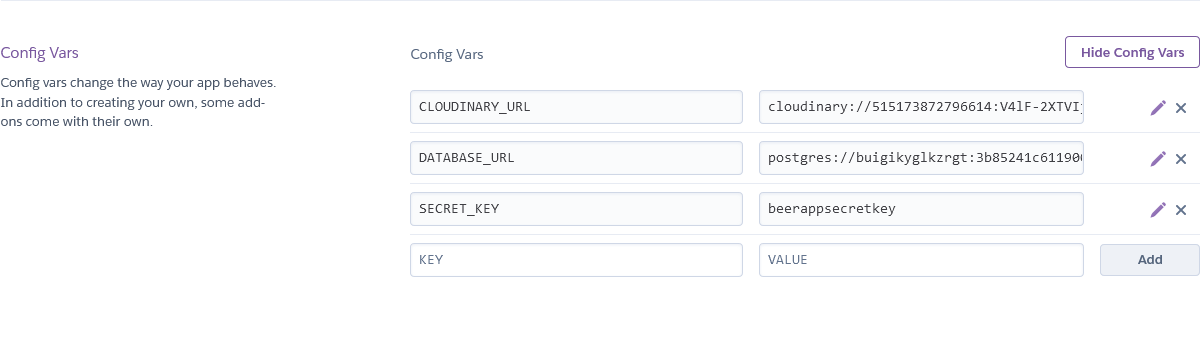 Config Vars
Config vars change the way your app behaves.
In addition to creating your own, some add-
ons come with their own.
Config Vars
Hide Config Vars
CLOUDINARY_URL
cloudinary://515173872796614:V4lF-2XTVIj
DATABASE_URL
postgres://buigikyglkzrgt:3b85241c611906
SECRET_KEY
beerappsecretkey
KEY
VALUE
Add